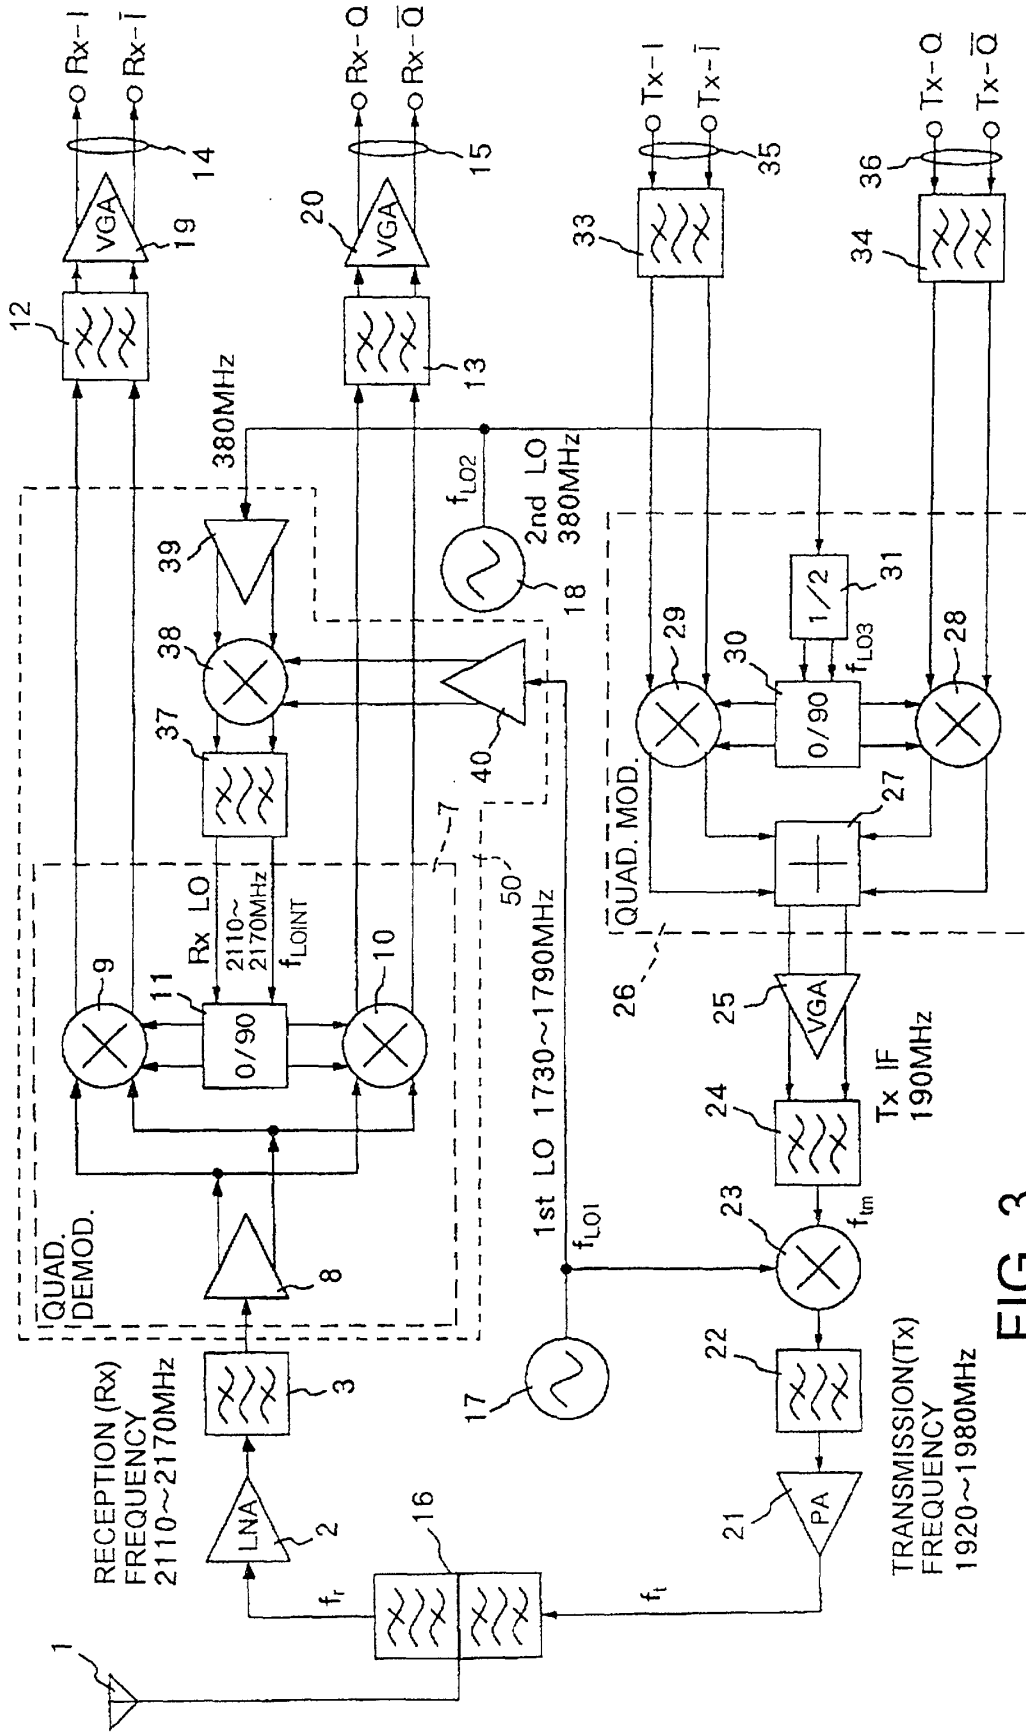 1
RECEPTION (Rx)
FREQUENCY
2110~2170MHz
LNA
2
3
fr
16
ft
QUAD.
DEMOD.
8
9
11
0/90
10
Rx LO
2110~
2170MHz
fLOINT
7
50
37
38
39
40
380MHz
12
VGA
19
14
Rx-I
Rx-I̅
13
20
VGA
15
Rx-Q
Rx-Q̅
17
1st LO 1730~1790MHz
fLO1
18
fLO2
2nd LO
380MHz
TRANSMISSION(Tx)
FREQUENCY
1920~1980MHz
21
PA
22
23
ftm
24
Tx IF
190MHz
25
VGA
26
QUAD. MOD.
27
29
30
0/90
fLO3
1/2
31
28
33
35
Tx-I
Tx-I̅
34
36
Tx-Q
Tx-Q̅
FIG. 3